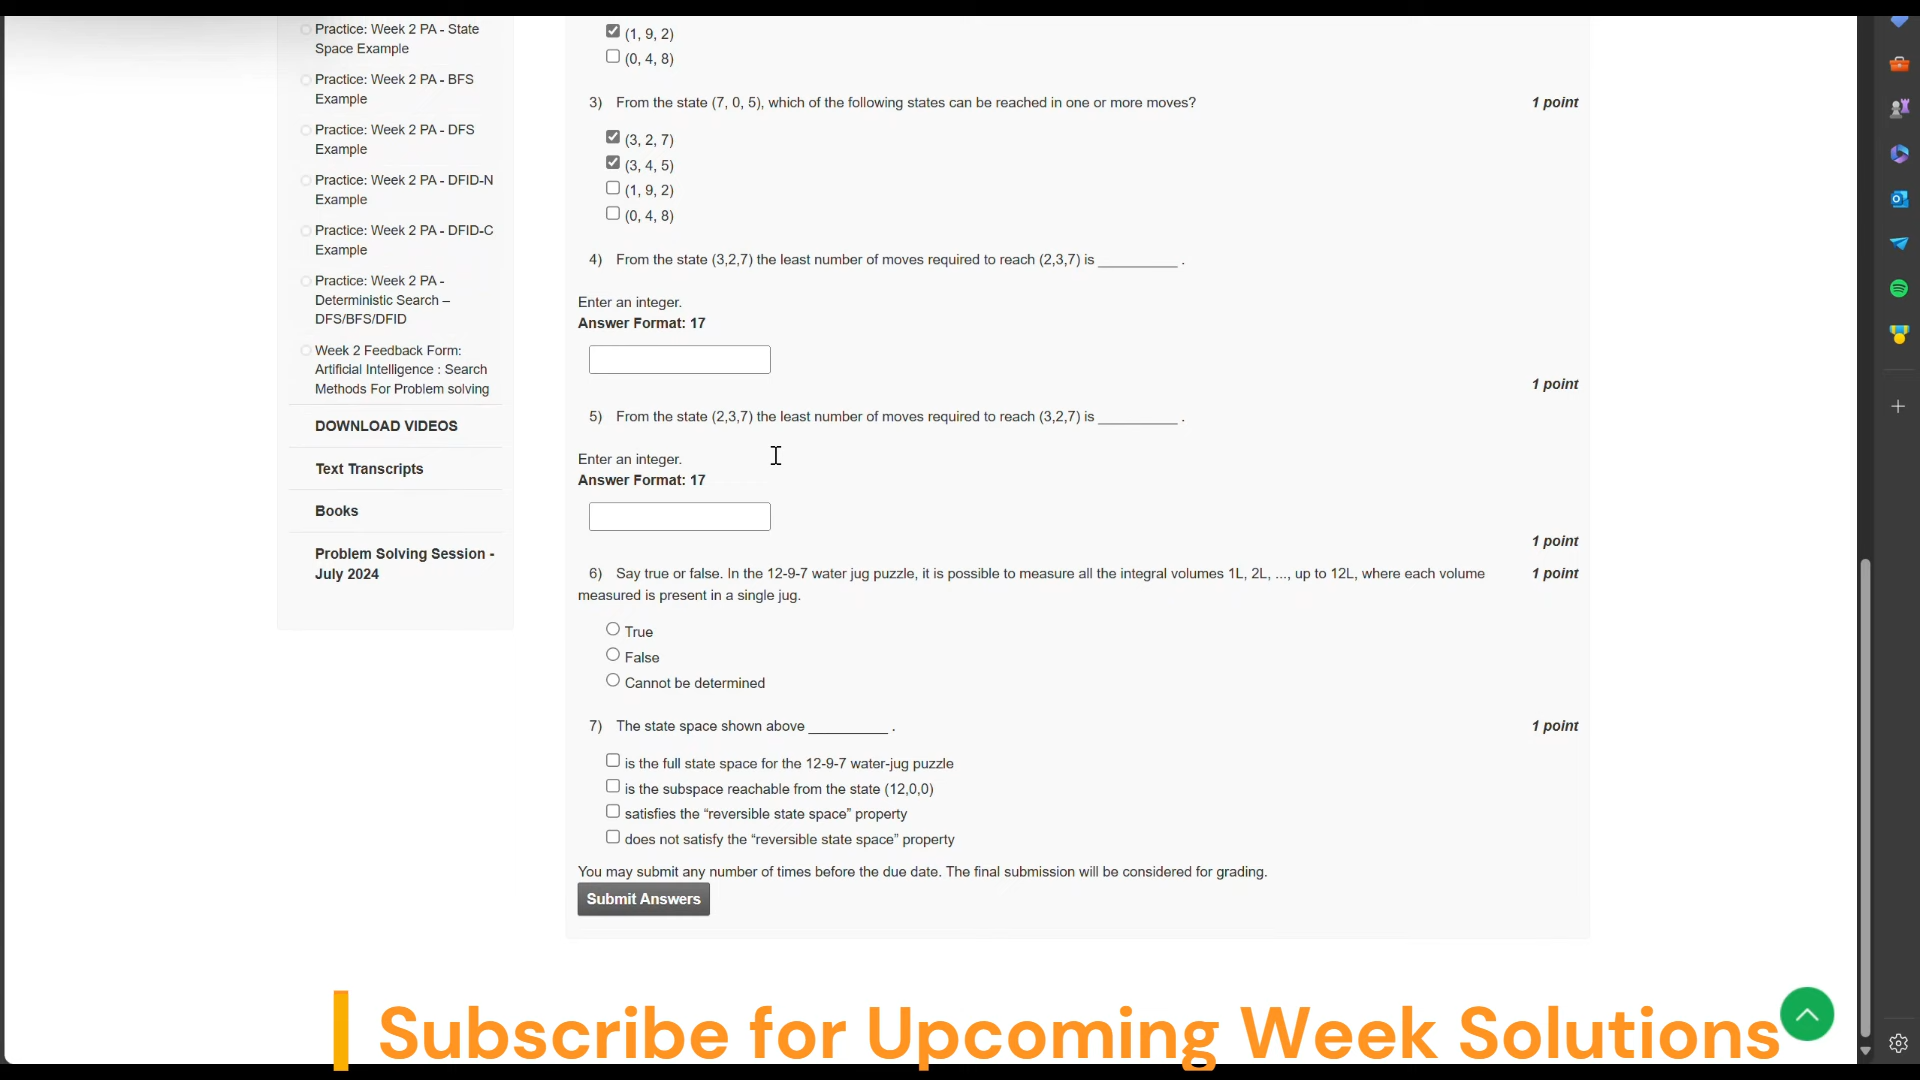 Practice: Week 2 PA - State
Space Example
Practice: Week 2 PA - BFS
Example
Practice: Week 2 PA - DFS
Example
Practice: Week 2 PA - DFID-N
Example
Practice: Week 2 PA - DFID-C
Example
Practice: Week 2 PA -
Deterministic Search –
DFS/BFS/DFID
Week 2 Feedback Form:
Artificial Intelligence : Search
Methods For Problem solving
DOWNLOAD VIDEOS
Text Transcripts
Books
Problem Solving Session -
July 2024
(1, 9, 2)
(0, 4, 8)
3) From the state (7, 0, 5), which of the following states can be reached in one or more moves? 1 point
(3, 2, 7)
(3, 4, 5)
(1, 9, 2)
(0, 4, 8)
4) From the state (3,2,7) the least number of moves required to reach (2,3,7) is __________ .
Enter an integer.
Answer Format: 17
1 point
5) From the state (2,3,7) the least number of moves required to reach (3,2,7) is __________ .
Enter an integer.
Answer Format: 17
1 point
6) Say true or false. In the 12-9-7 water jug puzzle, it is possible to measure all the integral volumes 1L, 2L, ..., up to 12L, where each volume 1 point
measured is present in a single jug.
True
False
Cannot be determined
7) The state space shown above __________ . 1 point
is the full state space for the 12-9-7 water-jug puzzle
is the subspace reachable from the state (12,0,0)
satisfies the “reversible state space” property
does not satisfy the “reversible state space” property
You may submit any number of times before the due date. The final submission will be considered for grading.
Submit Answers
Subscribe for Upcoming Week Solutions